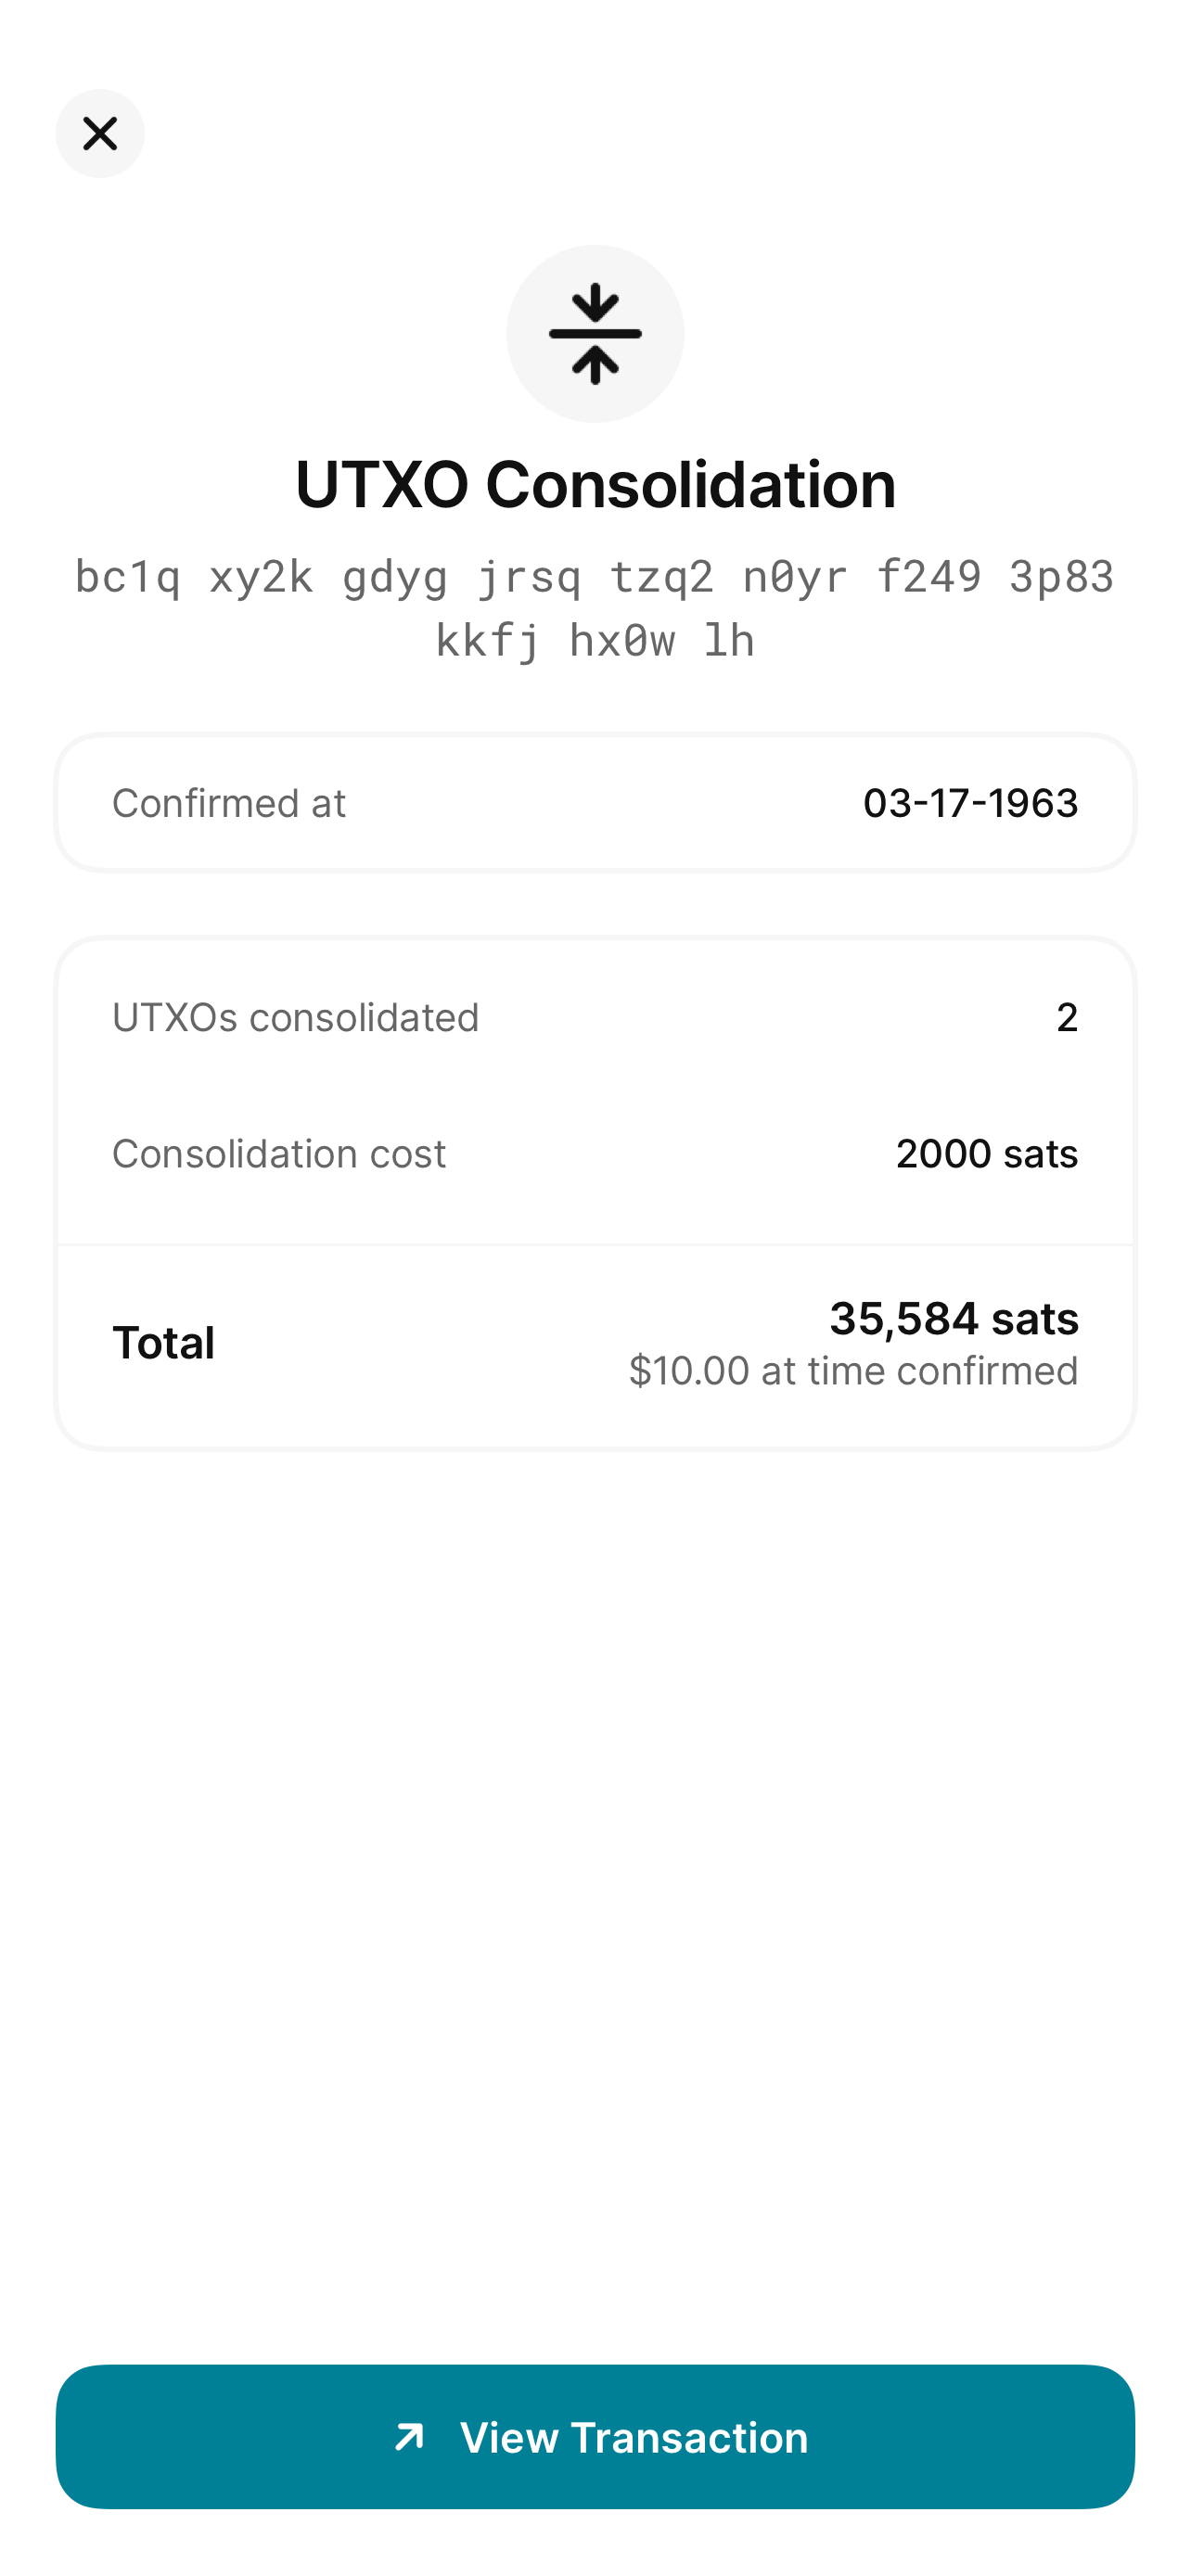 UTXO Consolidation
bc1q xy2k gdyg jrsq tzq2 n0yr f249 3p83
kkfj hx0w lh
Confirmed at 03-17-1963
UTXOs consolidated 2
Consolidation cost 2000 sats
Total 35,584 sats
$10.00 at time confirmed
View Transaction